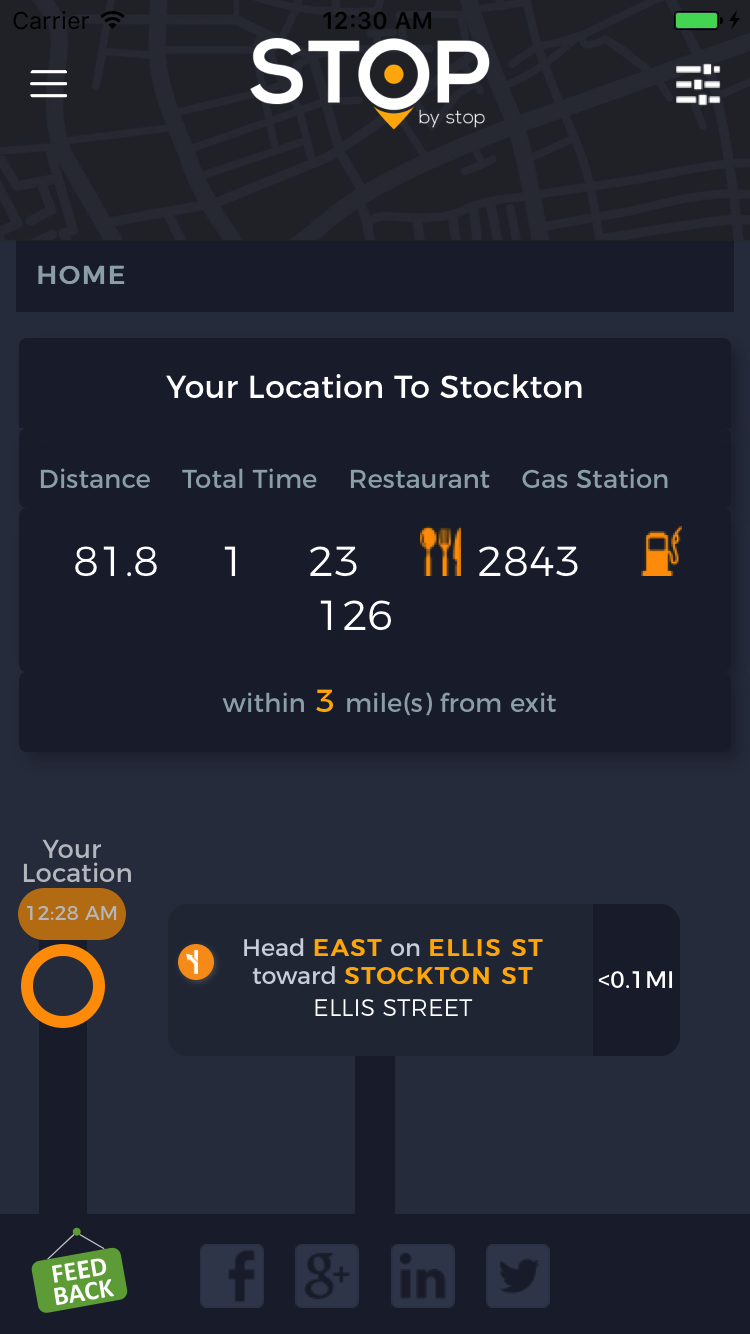 Carrier 12:30 AM
STOP
by stop
HOME
Your Location To Stockton
Distance Total Time Restaurant Gas Station
81.8 1 23 2843
126
within 3 mile(s) from exit
Your
Location
12:28 AM
Head EAST on ELLIS ST
toward STOCKTON ST
ELLIS STREET
<0.1 MI
FEED
BACK
f
g+
in